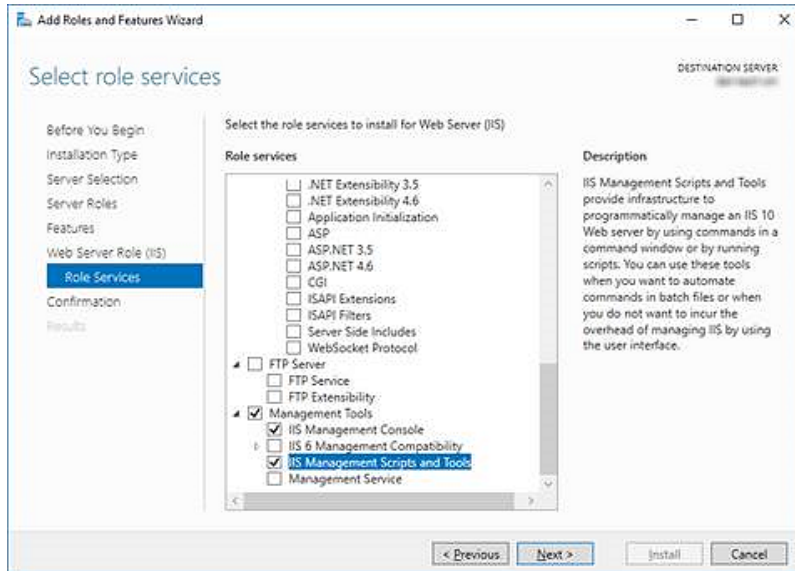 Add Roles and Features Wizard
Select role services
DESTINATION SERVER
Before You Begin
Installation Type
Server Selection
Server Roles
Features
Web Server Role (IIS)
Role Services
Confirmation
Results
Select the role services to install for Web Server (IIS)
Role services
.NET Extensibility 3.5
.NET Extensibility 4.6
Application Initialization
ASP
ASP.NET 3.5
ASP.NET 4.6
CGI
ISAPI Extensions
ISAPI Filters
Server Side Includes
WebSocket Protocol
FTP Server
FTP Service
FTP Extensibility
Management Tools
IIS Management Console
IIS 6 Management Compatibility
IIS Management Scripts and Tools
Management Service
Description
IIS Management Scripts and Tools
provide infrastructure to
programmatically manage an IIS 10
Web server by using commands in a
command window or by running
scripts. You can use these tools
when you want to automate
commands in batch files or when
you do not want to incur the
overhead of managing IIS by using
the user interface.
< Previous
Next >
Install
Cancel